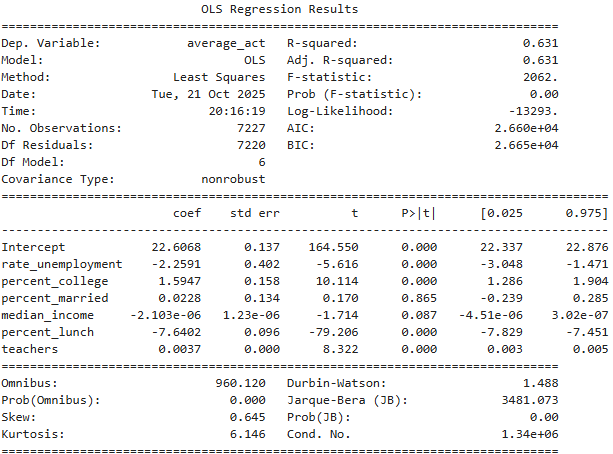 OLS Regression Results
==============================================================================
Dep. Variable:            average_act   R-squared:                       0.631
Model:                            OLS   Adj. R-squared:                  0.631
Method:                 Least Squares   F-statistic:                     2062.
Date:                Tue, 21 Oct 2025   Prob (F-statistic):               0.00
Time:                        20:16:19   Log-Likelihood:                -13293.
No. Observations:                7227   AIC:                         2.660e+04
Df Residuals:                    7220   BIC:                         2.665e+04
Df Model:                           6
Covariance Type:            nonrobust
=====================================================================================
                        coef    std err          t      P>|t|      [0.025      0.975]
-------------------------------------------------------------------------------------
Intercept            22.6068      0.137    164.550      0.000      22.337      22.876
rate_unemployment    -2.2591      0.402     -5.616      0.000      -3.048      -1.471
percent_college       1.5947      0.158     10.114      0.000       1.286       1.904
percent_married       0.0228      0.134      0.170      0.865      -0.239       0.285
median_income     -2.103e-06   1.23e-06     -1.714      0.087   -4.51e-06    3.02e-07
percent_lunch        -7.6402      0.096    -79.206      0.000      -7.829      -7.451
teachers              0.0037      0.000      8.322      0.000       0.003       0.005
==============================================================================
Omnibus:                      960.120   Durbin-Watson:                   1.488
Prob(Omnibus):                  0.000   Jarque-Bera (JB):             3481.073
Skew:                           0.645   Prob(JB):                         0.00
Kurtosis:                       6.146   Cond. No.                     1.34e+06
==============================================================================